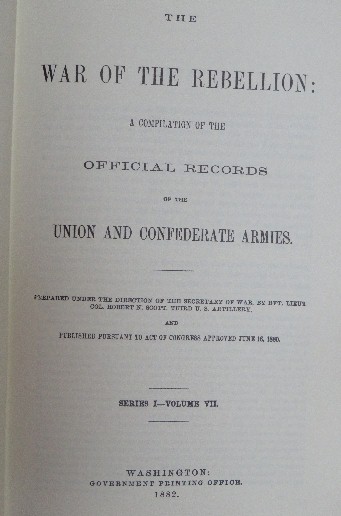 THE
WAR OF THE REBELLION:
A COMPILATION OF THE
OFFICIAL RECORDS
OF THE
UNION AND CONFEDERATE ARMIES.
PREPARED UNDER THE DIRECTION OF THE SECRETARY OF WAR, BY BVT. LIEUT.
COL. ROBERT N. SCOTT, THIRD U. S. ARTILLERY,
AND
PUBLISHED PURSUANT TO ACT OF CONGRESS APPROVED JUNE 16, 1880.
SERIES I—VOLUME VII.
WASHINGTON:
GOVERNMENT PRINTING OFFICE.
1882.